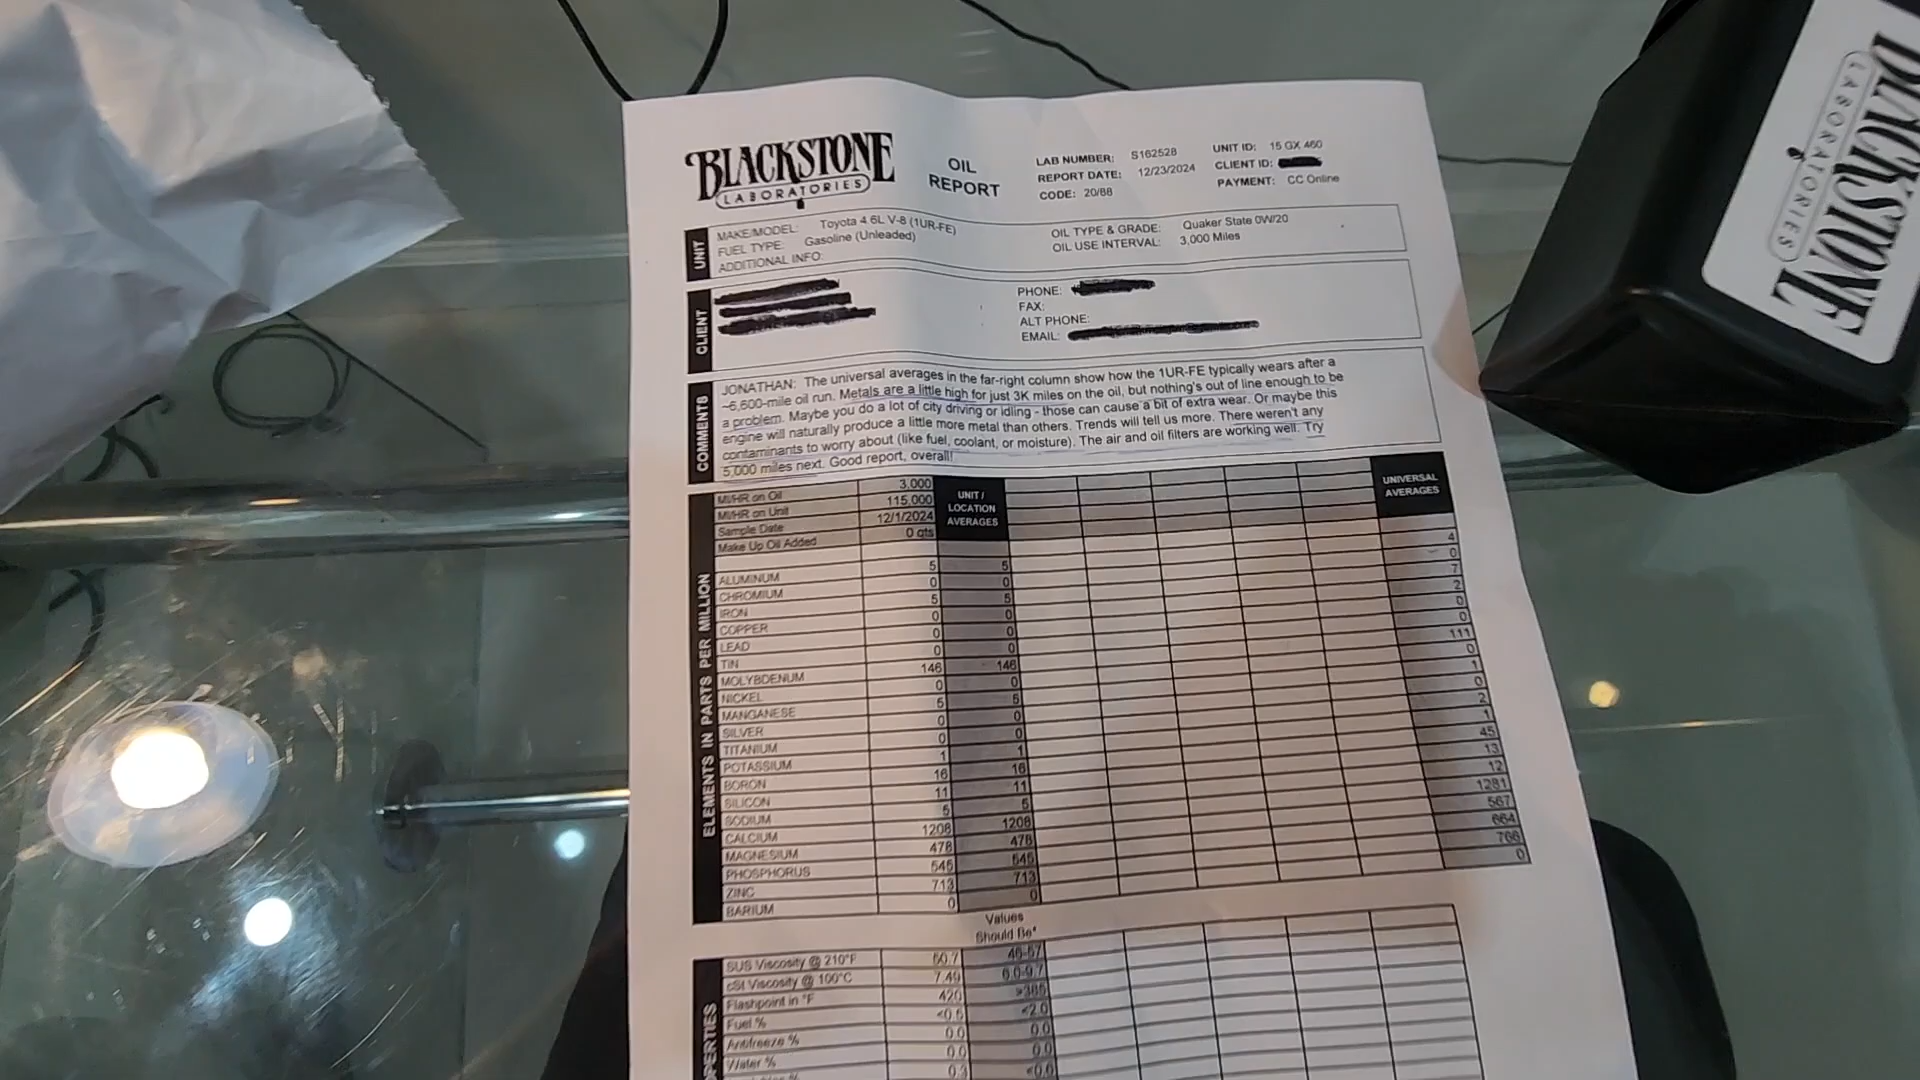 BLACKSTONE
LABORATORIES
OIL
REPORT
LAB NUMBER: S162528
REPORT DATE: 12/23/2024
CODE: 20/88
UNIT ID: 15 GX 460
CLIENT ID:
PAYMENT: CC Online
UNIT
MAKE/MODEL: Toyota 4.6L V-8 (1UR-FE)
FUEL TYPE: Gasoline (Unleaded)
ADDITIONAL INFO:
OIL TYPE & GRADE: Quaker State 0W/20
OIL USE INTERVAL: 3,000 Miles
CLIENT
PHONE:
FAX:
ALT PHONE:
EMAIL:
COMMENTS
JONATHAN: The universal averages in the far-right column show how the 1UR-FE typically wears after a
~6,600-mile oil run. Metals are a little high for just 3K miles on the oil, but nothing's out of line enough to be
a problem. Maybe you do a lot of city driving or idling - those can cause a bit of extra wear. Or maybe this
engine will naturally produce a little more metal than others. Trends will tell us more. There weren't any
contaminants to worry about (like fuel, coolant, or moisture). The air and oil filters are working well. Try
5,000 miles next. Good report, overall!
MI/HR on Oil 3,000
MI/HR on Unit 115,000
Sample Date 12/1/2024
Make Up Oil Added 0 qts
UNIT /
LOCATION
AVERAGES
UNIVERSAL
AVERAGES
ELEMENTS IN PARTS PER MILLION
ALUMINUM 5 5 4
CHROMIUM 0 0 0
IRON 5 5 7
COPPER 0 0 2
LEAD 0 0 0
TIN 0 0 0
MOLYBDENUM 146 146 111
NICKEL 0 0 0
MANGANESE 5 5 1
SILVER 0 0 0
TITANIUM 0 0 2
POTASSIUM 1 1 1
BORON 16 16 45
SILICON 11 11 13
SODIUM 5 5 12
CALCIUM 1208 1208 1281
MAGNESIUM 478 478 567
PHOSPHORUS 545 545 664
ZINC 713 713 766
BARIUM 0 0 0
Values
Should Be*
SUS Viscosity @ 210°F 50.7 46-57
cSt Viscosity @ 100°C 7.49 6.0-9.7
Flashpoint in °F 420 >365
Fuel % <0.5 <2.0
Antifreeze % 0.0 0.0
Water % 0.0 0.0
0.3
BLACKSTONE
LABORATORIES